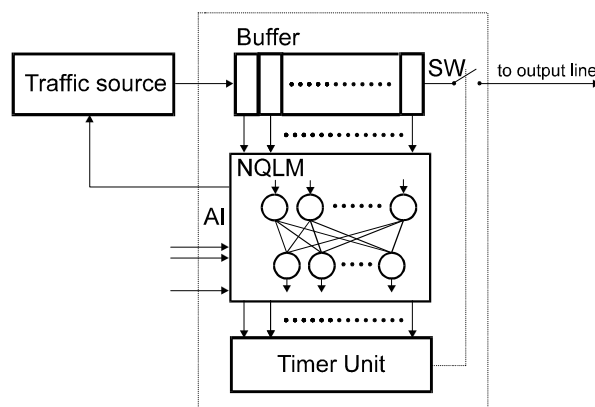 Buffer
Traffic source
SW
to output line
NQLM
AI
Timer Unit